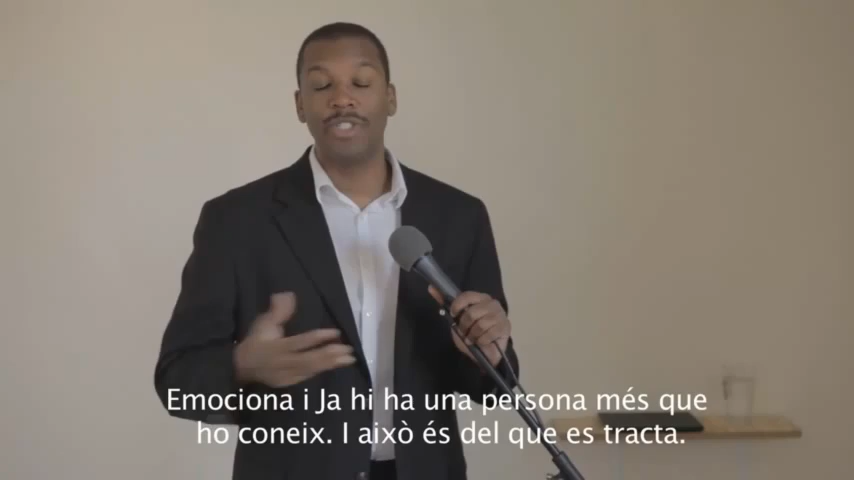 Emociona i Ja hi ha una persona més que
ho coneix. I això és del que es tracta.